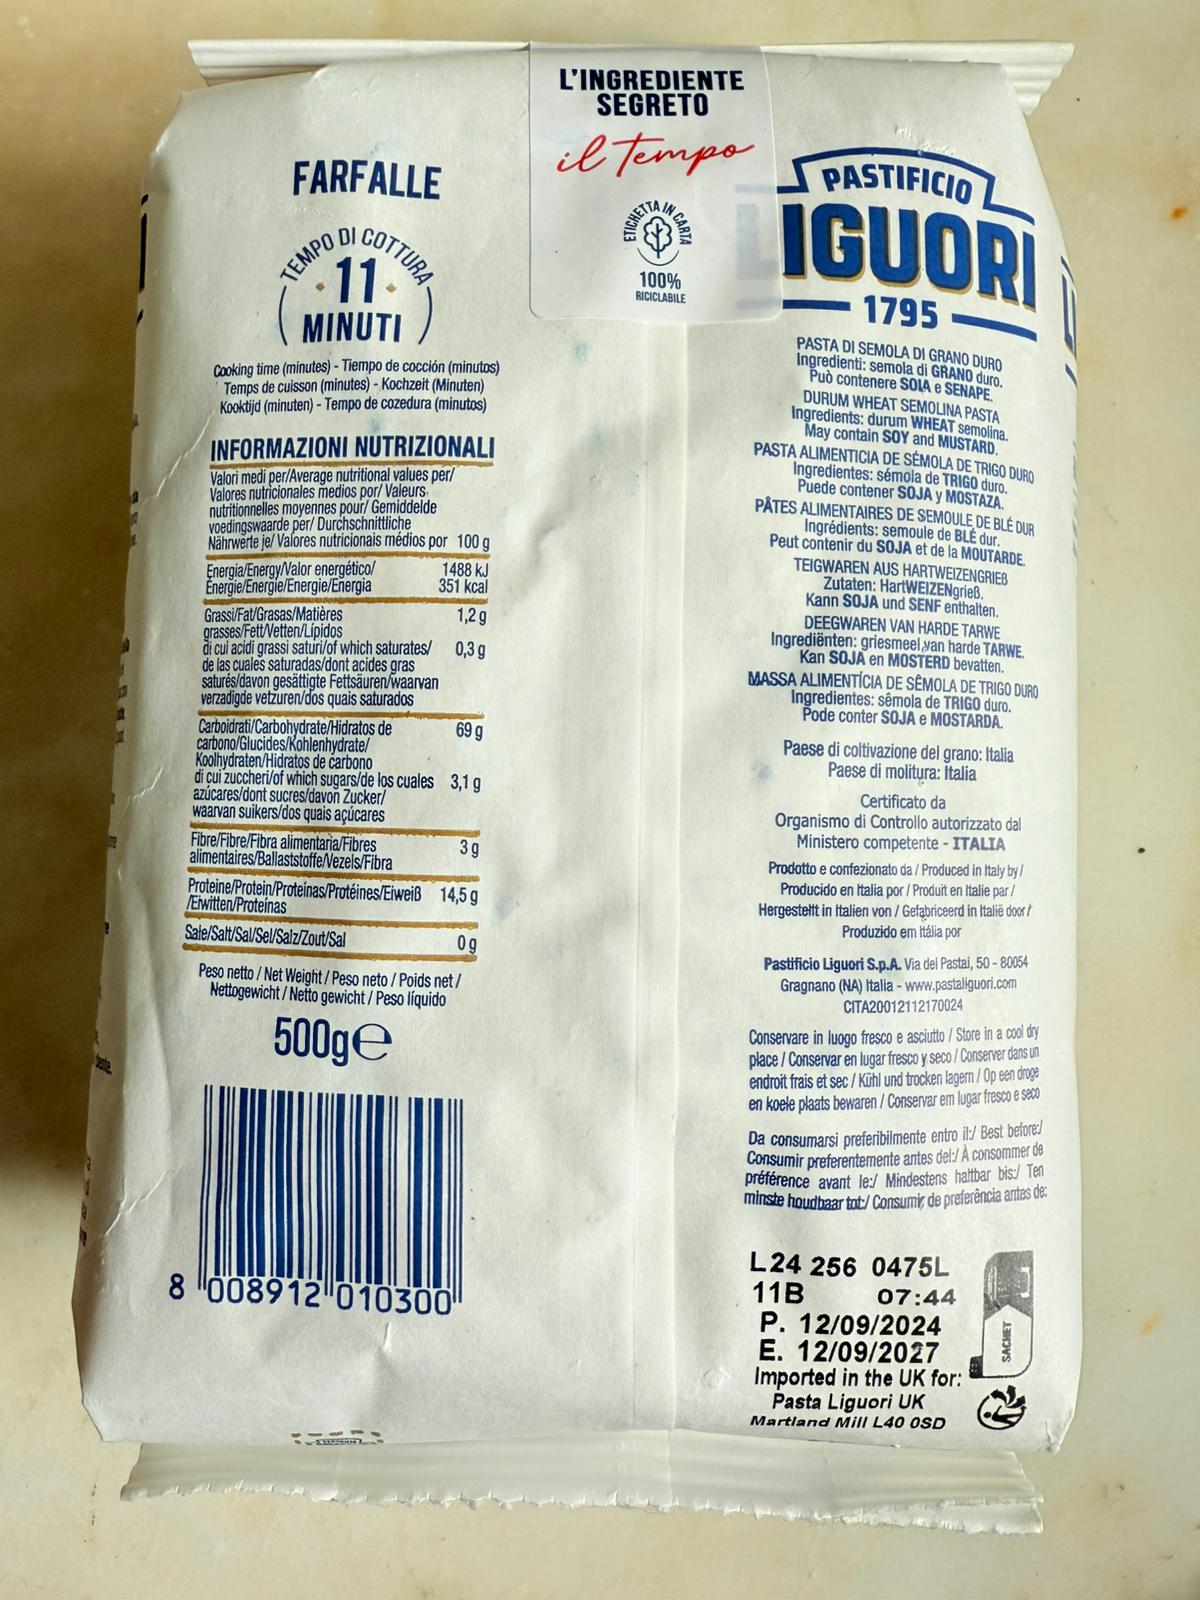 L'INGREDIENTE
SEGRETO
il Tempo
ETICHETTA IN CARTA
100%
RICICLABILE
FARFALLE
TEMPO DI COTTURA
11
MINUTI
Cooking time (minutes) - Tiempo de cocción (minutos)
Temps de cuisson (minutes) - Kochzeit (Minuten)
Kooktijd (minuten) - Tempo de cozedura (minutos)
INFORMAZIONI NUTRIZIONALI
Valori medi per/Average nutritional values per/
Valores nutricionales medios por/ Valeurs
nutritionnelles moyennes pour/ Gemiddelde
voedingswaarde per/ Durchschnittliche
Nährwerte je/ Valores nutricionais médios por 100 g
Energia/Energy/Valor energético/ 1488 kJ
Énergie/Energie/Energie/Energia 351 kcal
Grassi/Fat/Grasas/Matières 1,2 g
grasses/Fett/Vetten/Lípidos
di cui acidi grassi saturi/of which saturates/ 0,3 g
de las cuales saturadas/dont acides gras
saturés/davon gesättigte Fettsäuren/waarvan
verzadigde vetzuren/dos quais saturados
Carboidrati/Carbohydrate/Hidratos de 69 g
carbono/Glucides/Kohlenhydrate/
Koolhydraten/Hidratos de carbono
di cui zuccheri/of which sugars/de los cuales 3,1 g
azúcares/dont sucres/davon Zucker/
waarvan suikers/dos quais açúcares
Fibre/Fibre/Fibra alimentaria/Fibres 3 g
alimentaires/Ballaststoffe/Vezels/Fibra
Proteine/Protein/Proteínas/Protéines/Eiweiß 14,5 g
/Eiwitten/Proteínas
Sale/Salt/Sal/Sel/Salz/Zout/Sal 0 g
Peso netto / Net Weight / Peso neto / Poids net /
Nettogewicht / Netto gewicht / Peso líquido
500g e
8 008912 010300
PASTIFICIO
LIGUORI
1795
PASTA DI SEMOLA DI GRANO DURO
Ingredienti: semola di GRANO duro.
Può contenere SOIA e SENAPE.
DURUM WHEAT SEMOLINA PASTA
Ingredients: durum WHEAT semolina.
May contain SOY and MUSTARD.
PASTA ALIMENTICIA DE SÉMOLA DE TRIGO DURO
Ingredientes: sémola de TRIGO duro.
Puede contener SOJA y MOSTAZA.
PÂTES ALIMENTAIRES DE SEMOULE DE BLÉ DUR
Ingrédients: semoule de BLÉ dur.
Peut contenir du SOJA et de la MOUTARDE.
TEIGWAREN AUS HARTWEIZENGRIEß
Zutaten: HartWEIZENgrieß.
Kann SOJA und SENF enthalten.
DEEGWAREN VAN HARDE TARWE
Ingrediënten: griesmeel van harde TARWE.
Kan SOJA en MOSTERD bevatten.
MASSA ALIMENTÍCIA DE SÊMOLA DE TRIGO DURO
Ingredientes: sêmola de TRIGO duro.
Pode conter SOJA e MOSTARDA.
Paese di coltivazione del grano: Italia
Paese di molitura: Italia
Certificato da
Organismo di Controllo autorizzato dal
Ministero competente - ITALIA
Prodotto e confezionato da / Produced in Italy by /
Producido en Italia por / Produit en Italie par /
Hergestellt in Italien von / Gefabriceerd in Italië door /
Produzido em Itália por
Pastificio Liguori S.p.A. Via dei Pastai, 50 - 80054
Gragnano (NA) Italia - www.pastaliguori.com
CITA20012112170024
Conservare in luogo fresco e asciutto / Store in a cool dry
place / Conservar en lugar fresco y seco / Conserver dans un
endroit frais et sec / Kühl und trocken lagern / Op een droge
en koele plaats bewaren / Conservar em lugar fresco e seco
Da consumarsi preferibilmente entro il:/ Best before:/
Consumir preferentemente antes del:/ À consommer de
préférence avant le:/ Mindestens haltbar bis:/ Ten
minste houdbaar tot:/ Consumir de preferência antes de:
L24 256 0475L
11B 07:44
P. 12/09/2024
E. 12/09/2027
Imported in the UK for:
Pasta Liguori UK
Martland Mill L40 0SD
SACHET